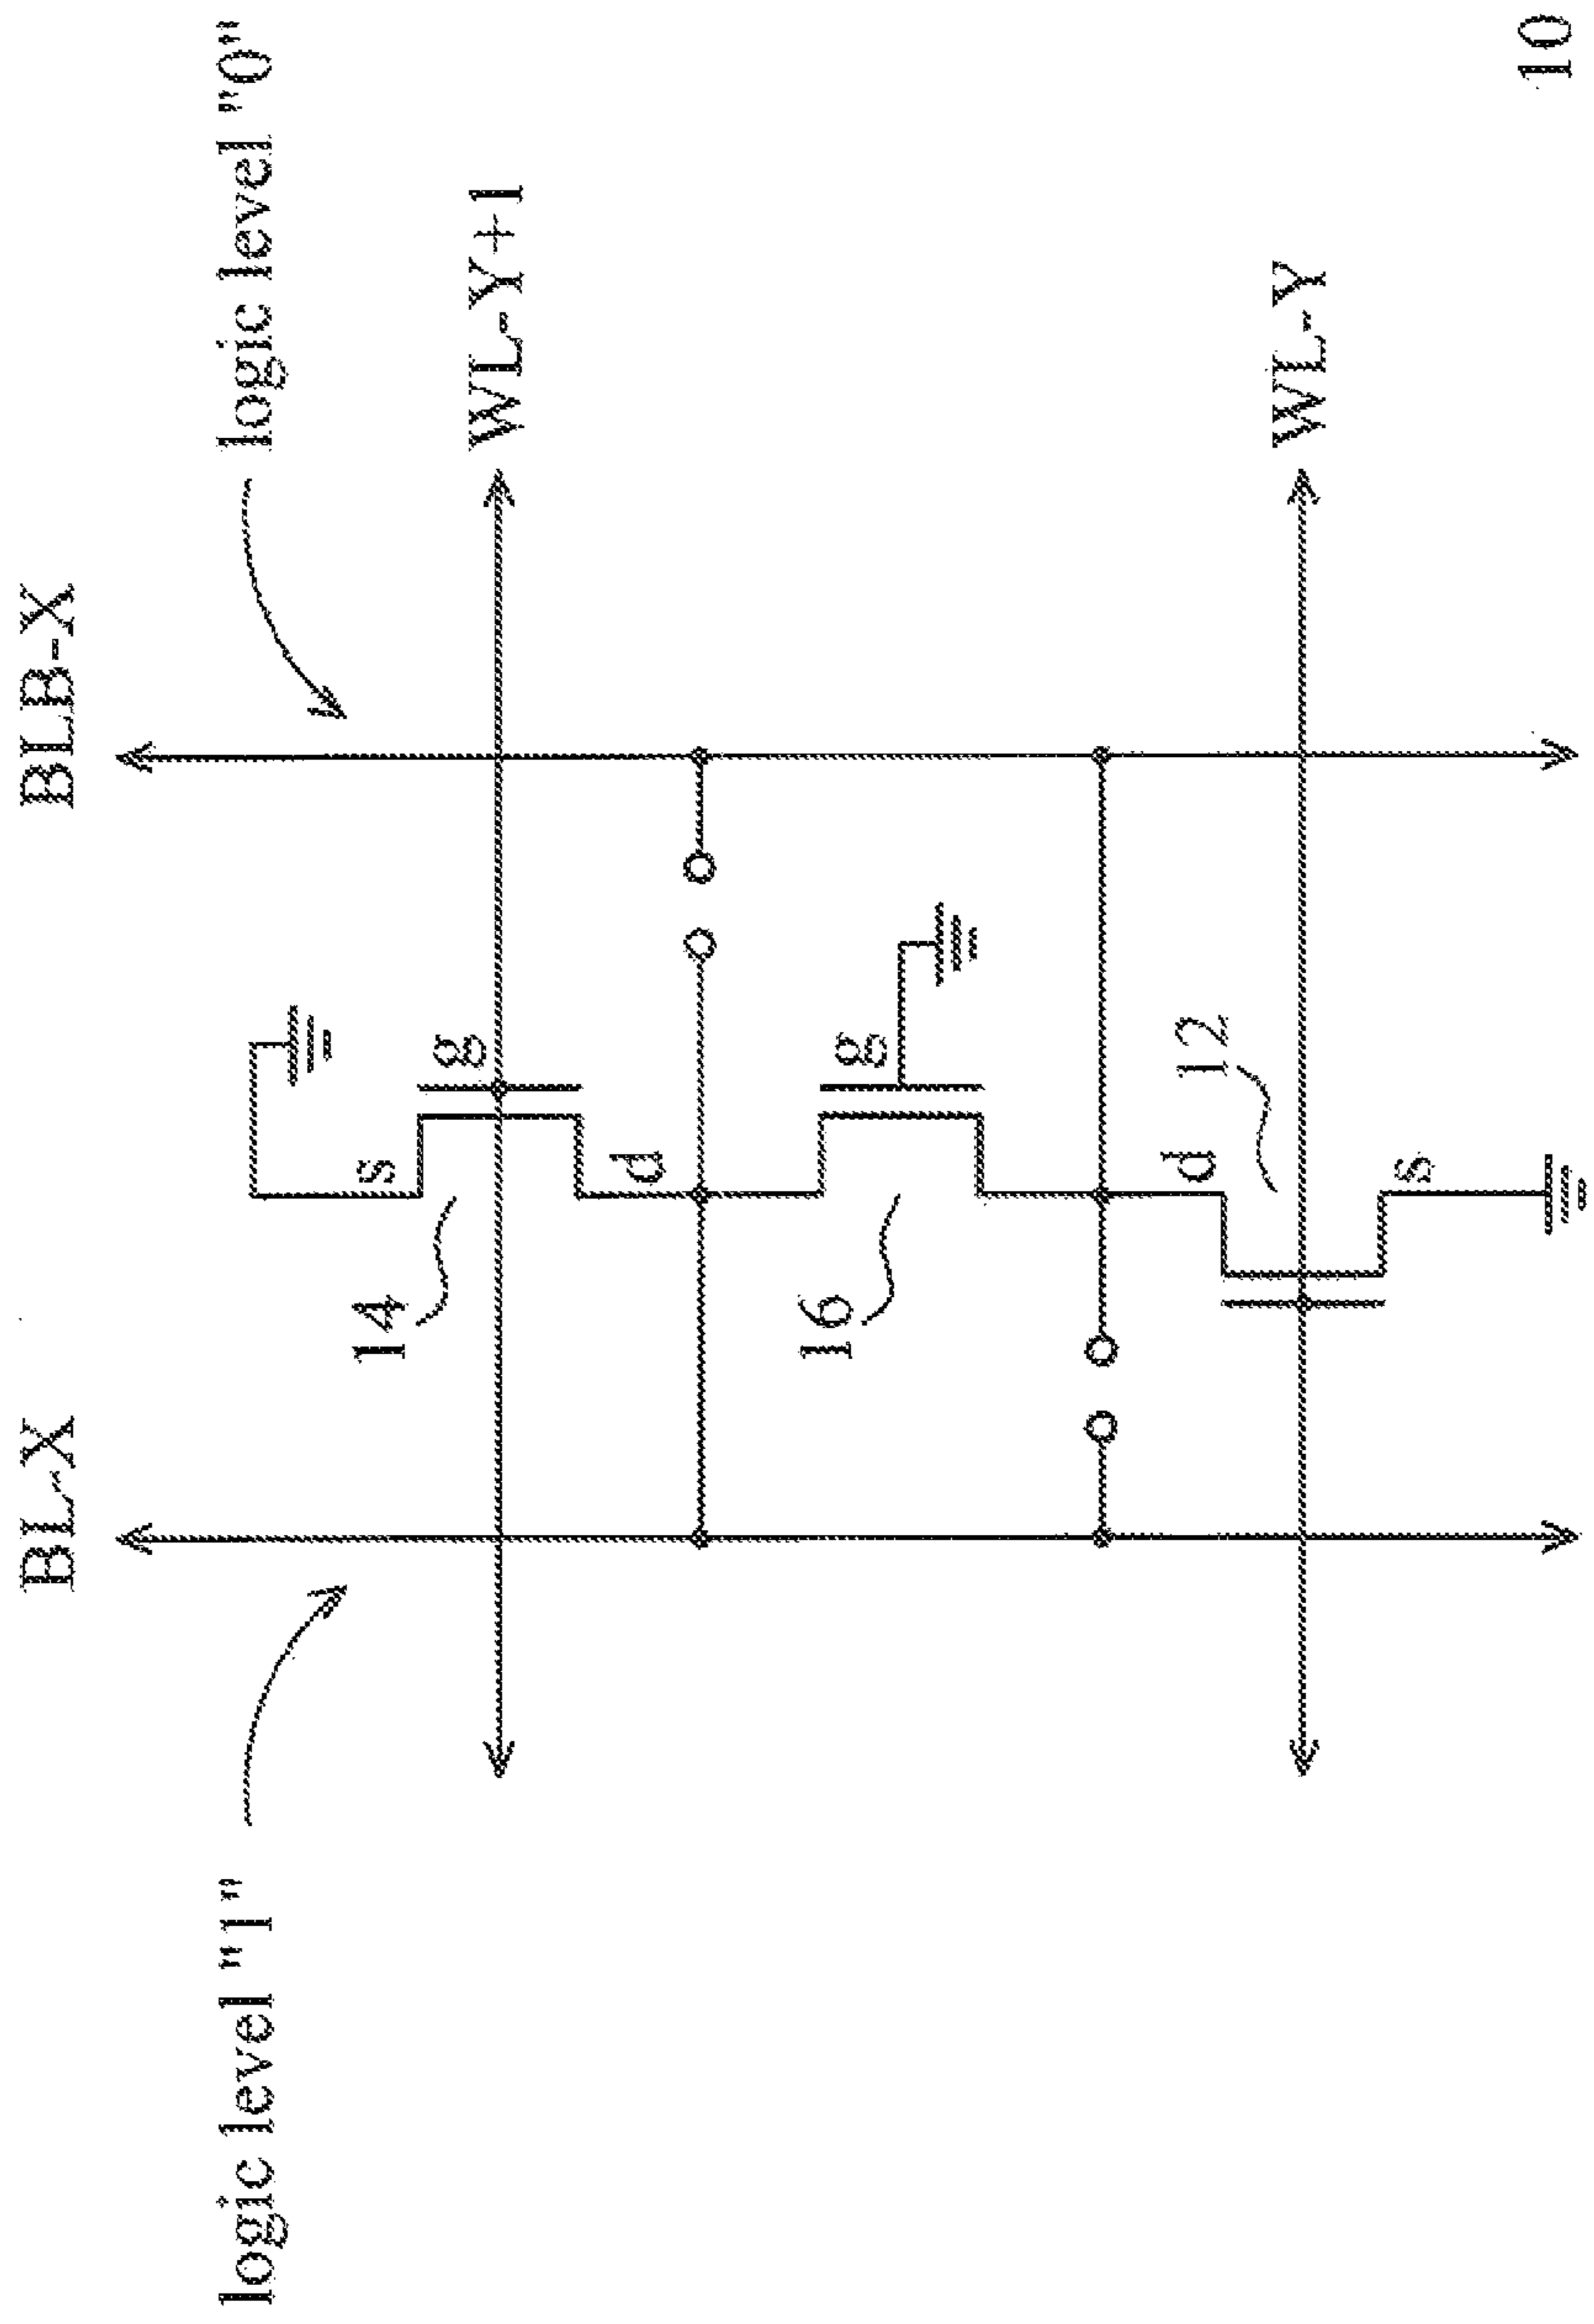 BL-X
BLB-X
logic level "1"
logic level "0"
14
s
g
WL-Y+1
d
16
g
d
12
WL-Y
s
10